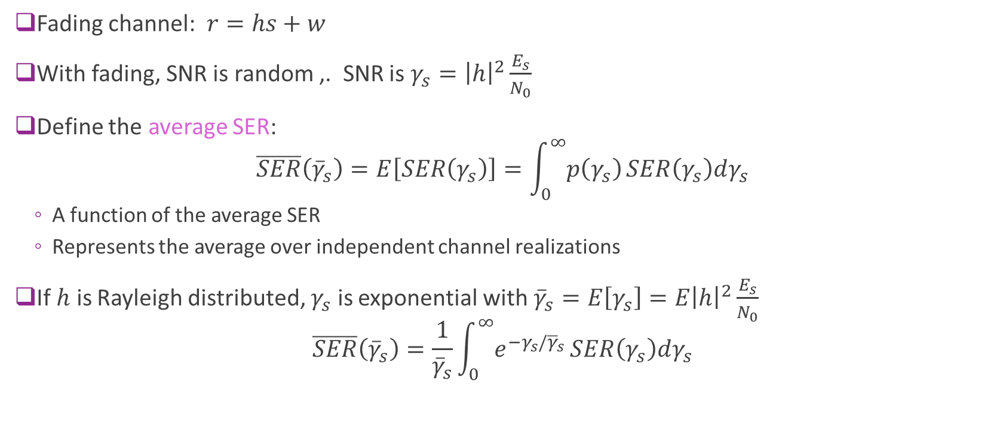 ❑Fading channel: $r = hs + w$
❑With fading, SNR is random ,. SNR is $\gamma_s = |h|^2 \frac{E_s}{N_0}$
❑Define the average SER:
$\overline{SER}(\bar{\gamma}_s) = E[SER(\gamma_s)] = \int_0^\infty p(\gamma_s) SER(\gamma_s) d\gamma_s$
◦ A function of the average SER
◦ Represents the average over independent channel realizations
❑If $h$ is Rayleigh distributed, $\gamma_s$ is exponential with $\bar{\gamma}_s = E[\gamma_s] = E|h|^2 \frac{E_s}{N_0}$
$\overline{SER}(\bar{\gamma}_s) = \frac{1}{\bar{\gamma}_s} \int_0^\infty e^{-\gamma_s/\bar{\gamma}_s} SER(\gamma_s) d\gamma_s$